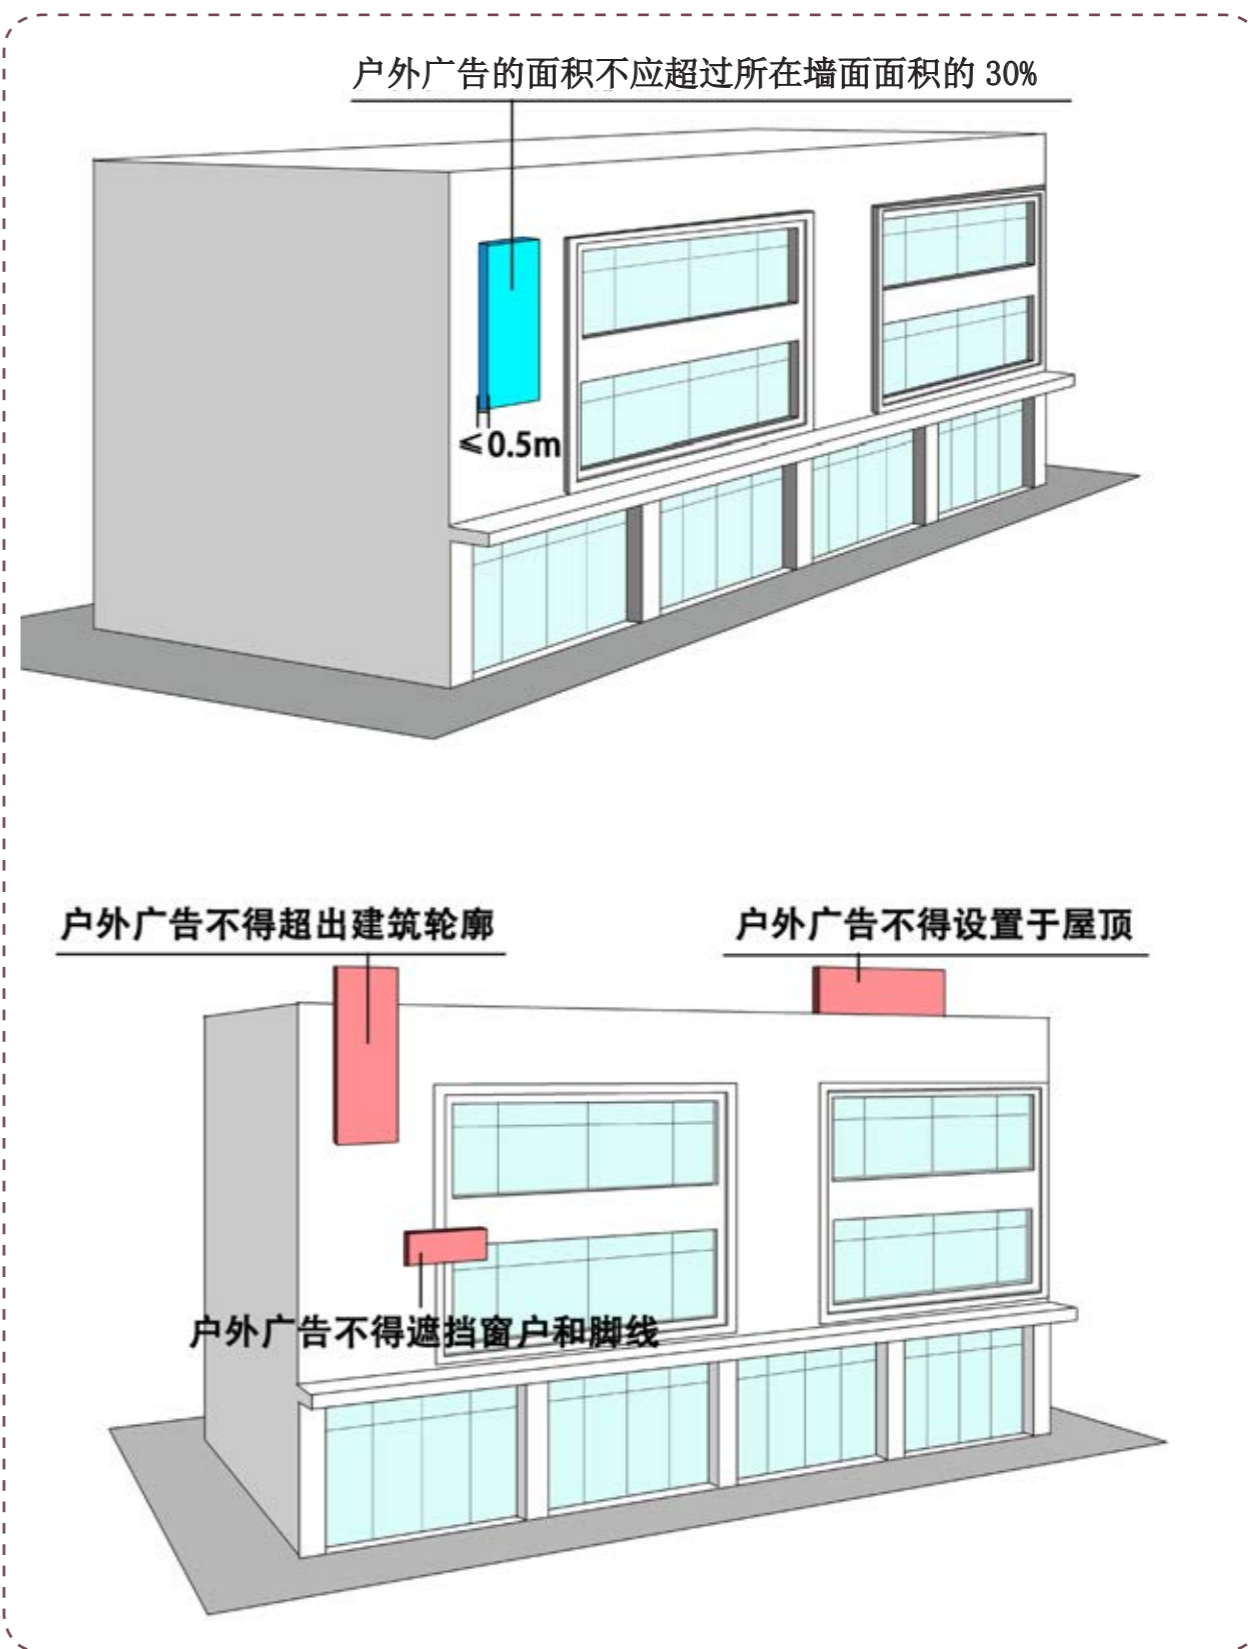 户外广告的面积不应超过所在墙面面积的 30%
≤0.5m
户外广告不得超出建筑轮廓
户外广告不得设置于屋顶
户外广告不得遮挡窗户和脚线